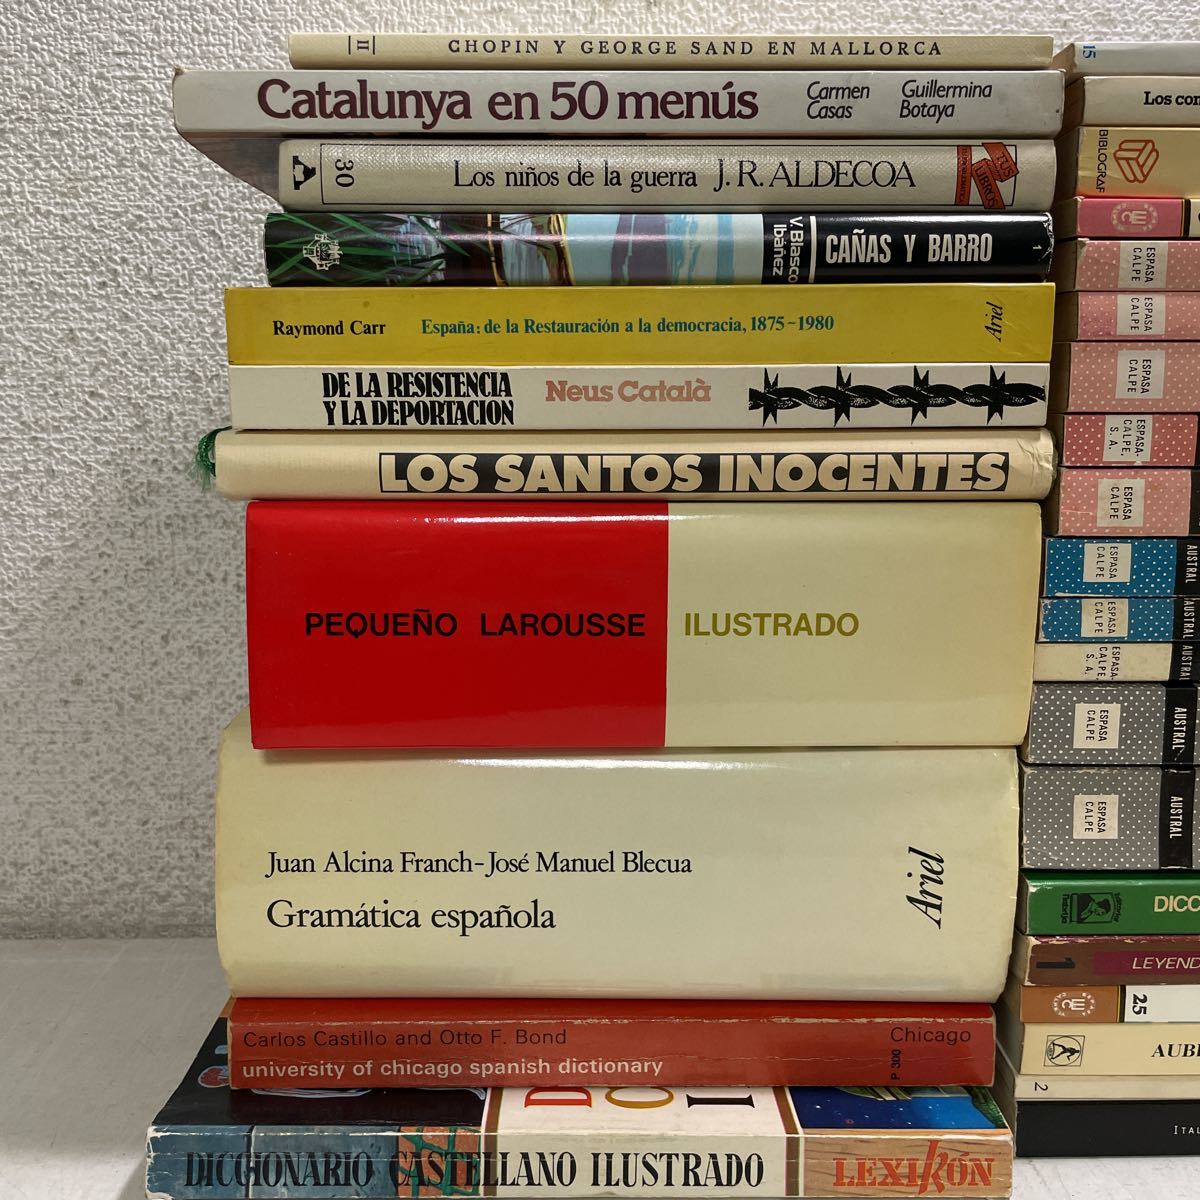 II CHOPIN Y GEORGE SAND EN MALLORCA
Catalunya en 50 menús
Carmen Casas
Guillermina Botaya
30
Los niños de la guerra J. R. ALDECOA
V. Blasco Ibáñez
CAÑAS Y BARRO
1
Raymond Carr España: de la Restauración a la democracia, 1875-1980
Ariel
DE LA RESISTENCIA
Y LA DEPORTACION
Neus Català
LOS SANTOS INOCENTES
PEQUEÑO LAROUSSE ILUSTRADO
Juan Alcina Franch-José Manuel Blecua
Gramática española
Ariel
Carlos Castillo and Otto F. Bond
university of chicago spanish dictionary
Chicago
P 300
DICCIONARIO CASTELLANO ILUSTRADO
LEXIKÓN
15
Los con
BIBLOGRAF
ESPASA CALPE
ESPASA CALPE
ESPASA CALPE
ESPASA-CALPE, S. A.
ESPASA CALPE
ESPASA CALPE AUSTRAL
ESPASA CALPE AUSTRAL
ESPASA-CALPE, S. A. AUSTRAL
ESPASA CALPE AUSTRAL
ESPASA CALPE AUSTRAL
DICC
1 LEYEND
25
AUB
2
ITAL